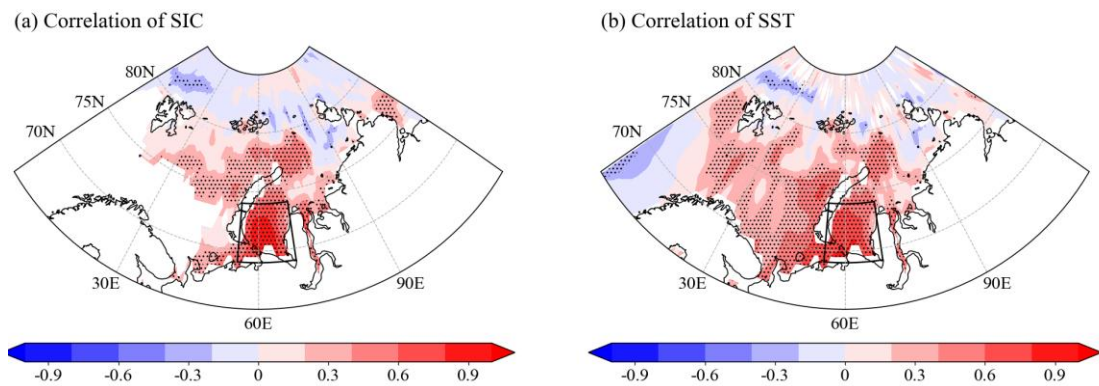 (a) Correlation of SIC
(b) Correlation of SST
80N
75N
70N
30E
60E
90E
80N
75N
70N
30E
60E
90E
-0.9 -0.6 -0.3 0 0.3 0.6 0.9
-0.9 -0.6 -0.3 0 0.3 0.6 0.9